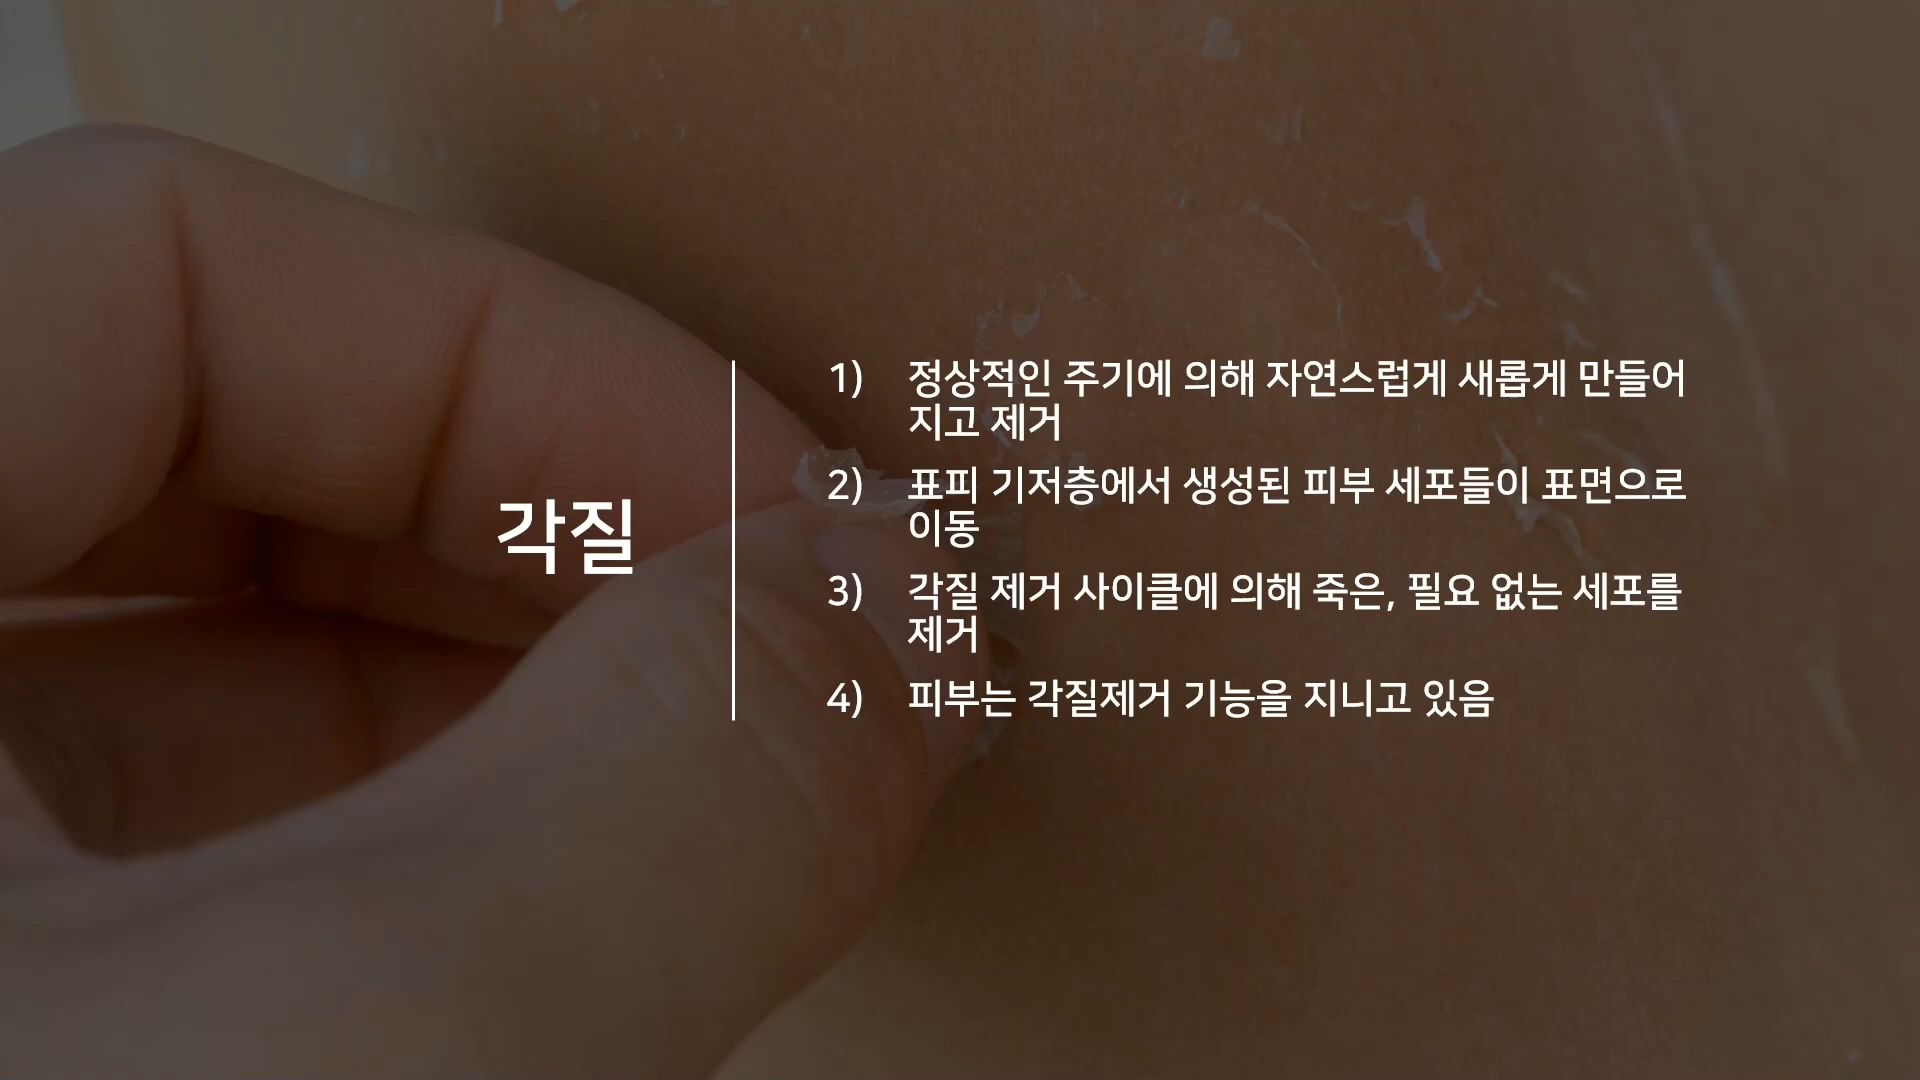 각질
1) 정상적인 주기에 의해 자연스럽게 새롭게 만들어
지고 제거
2) 표피 기저층에서 생성된 피부 세포들이 표면으로
이동
3) 각질 제거 사이클에 의해 죽은, 필요 없는 세포를
제거
4) 피부는 각질제거 기능을 지니고 있음